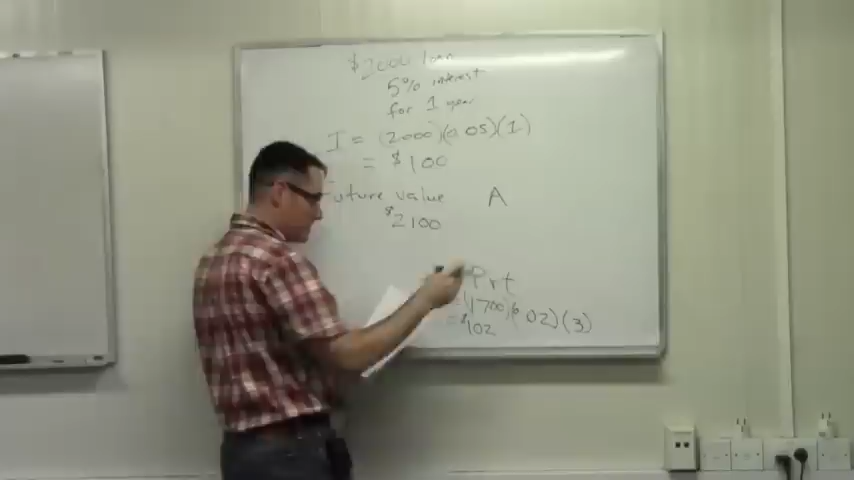 $2000 loan
5% interest
for 1 year
I = (2000)(0.05)(1)
= $100
Future value A
$2100
Prt
= (1700)(0.02)(3)
= $102